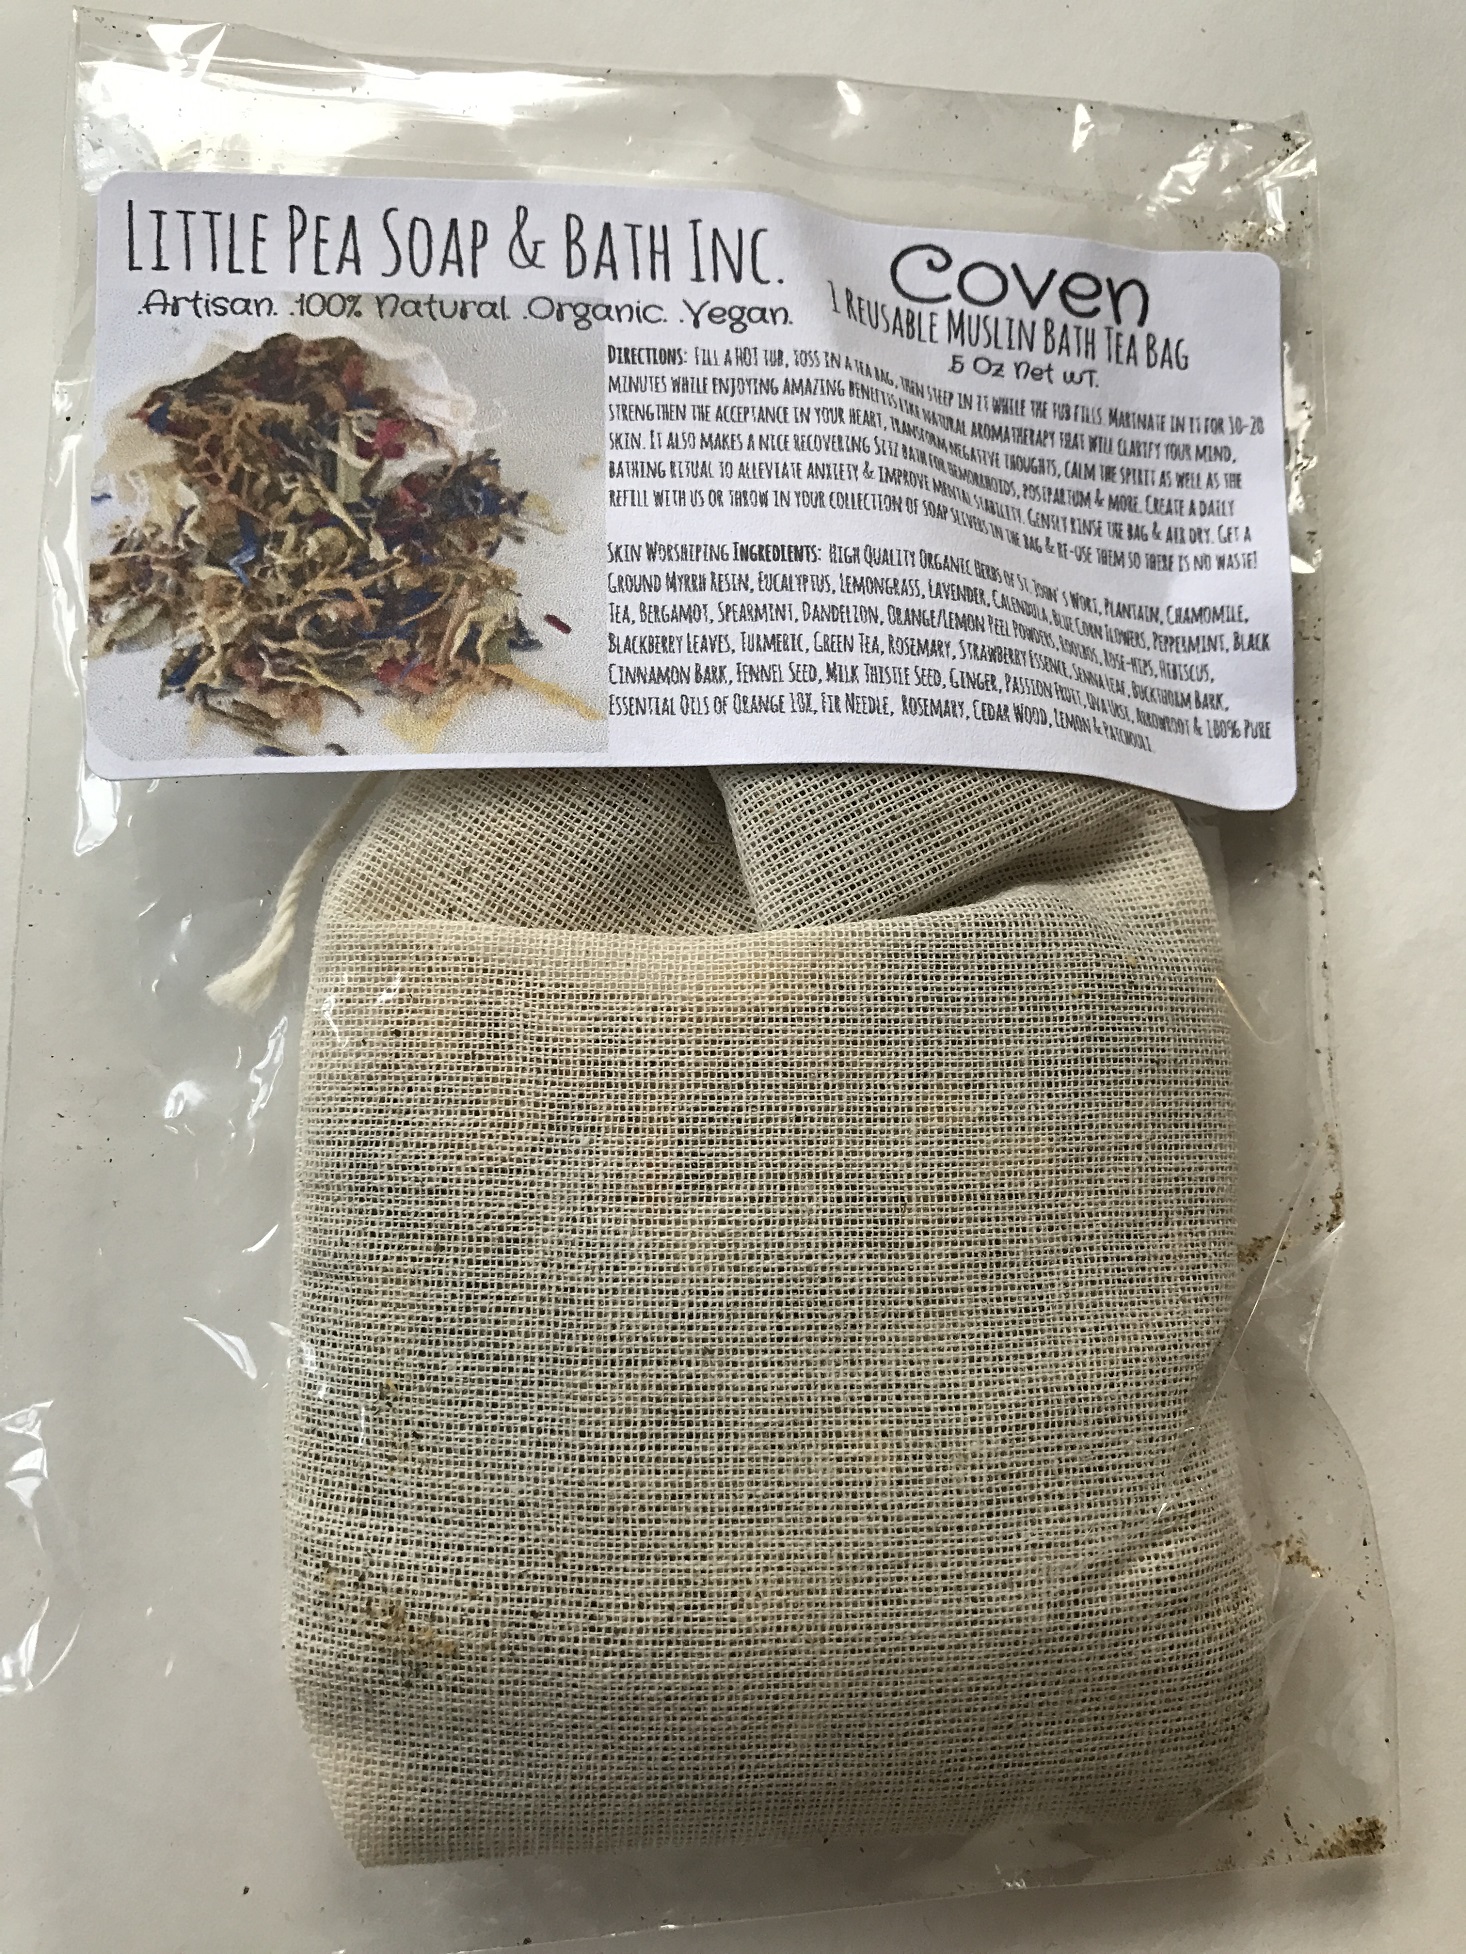 LITTLE PEA SOAP & BATH INC.
.Artisan. .100% Natural. .Organic. .Vegan.
Coven
1 REUSABLE MUSLIN BATH TEA BAG
.5 Oz Net WT.
DIRECTIONS: FILL A HOT TUB, TOSS IN A TEA BAG, THEN STEEP IN IT WHILE THE TUB FILLS. MARINATE IN IT FOR 10-20
MINUTES WHILE ENJOYING AMAZING BENEFITS LIKE NATURAL AROMATHERAPY THAT WILL CLARIFY YOUR MIND,
STRENGTHEN THE ACCEPTANCE IN YOUR HEART, TRANSFORM NEGATIVE THOUGHTS, CALM THE SPIRIT AS WELL AS THE
SKIN. IT ALSO MAKES A NICE RECOVERING SITZ BATH FOR HEMORRHOIDS, POSTPARTUM & MORE. CREATE A DAILY
BATHING RITUAL TO ALLEVIATE ANXIETY & IMPROVE MENTAL STABILITY. GENTLY RINSE THE BAG & AIR DRY. GET A
REFILL WITH US OR THROW IN YOUR COLLECTION OF SOAP SLIVERS IN THE BAG & RE-USE THEM SO THERE IS NO WASTE!
SKIN WORSHIPING INGREDIENTS: HIGH QUALITY ORGANIC HERBS OF ST. JOHN'S WORT, PLANTAIN, CHAMOMILE,
GROUND MYRRH RESIN, EUCALYPTUS, LEMONGRASS, LAVENDER, CALENDULA, BLUE CORN FLOWERS, PEPPERMINT, BLACK
TEA, BERGAMOT, SPEARMINT, DANDELION, ORANGE/LEMON PEEL POWDERS, ROOIBOS, ROSE-HIPS, HIBISCUS,
BLACKBERRY LEAVES, TURMERIC, GREEN TEA, ROSEMARY, STRAWBERRY ESSENCE, SENNA LEAF, BUCKTHORM BARK,
CINNAMON BARK, FENNEL SEED, MILK THISTLE SEED, GINGER, PASSION FRUIT, UVA URSI, ARROWROOT & 100% PURE
ESSENTIAL OILS OF ORANGE 10X, FIR NEEDLE, ROSEMARY, CEDAR WOOD, LEMON & PATCHOULI.